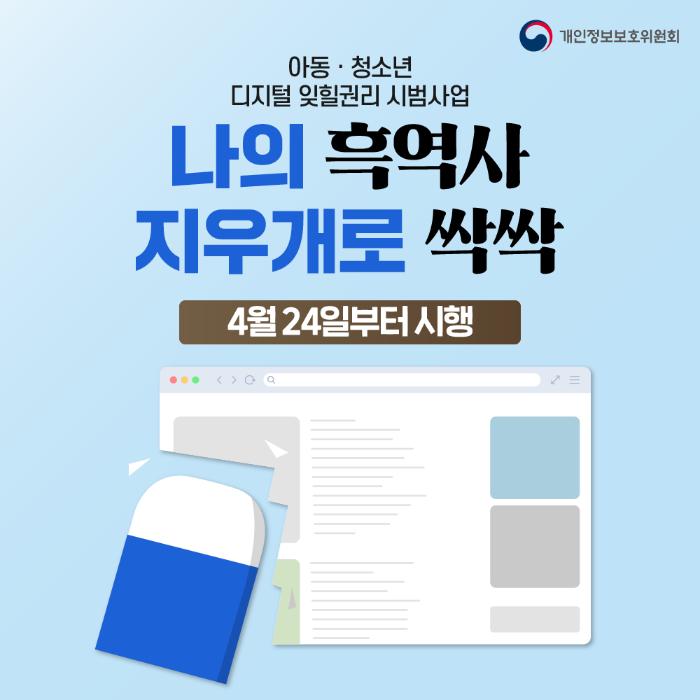 개인정보보호위원회
아동 · 청소년
디지털 잊힐권리 시범사업
나의 흑역사
지우개로 싹싹
4월 24일부터 시행